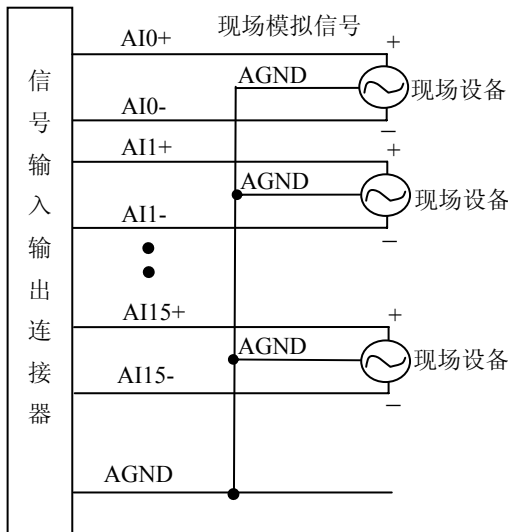 信号输入输出连接器
现场模拟信号
AI0+
+
AGND
现场设备
AI0-
−
AI1+
+
AGND
现场设备
AI1-
−
AI15+
+
AGND
现场设备
AI15-
−
AGND